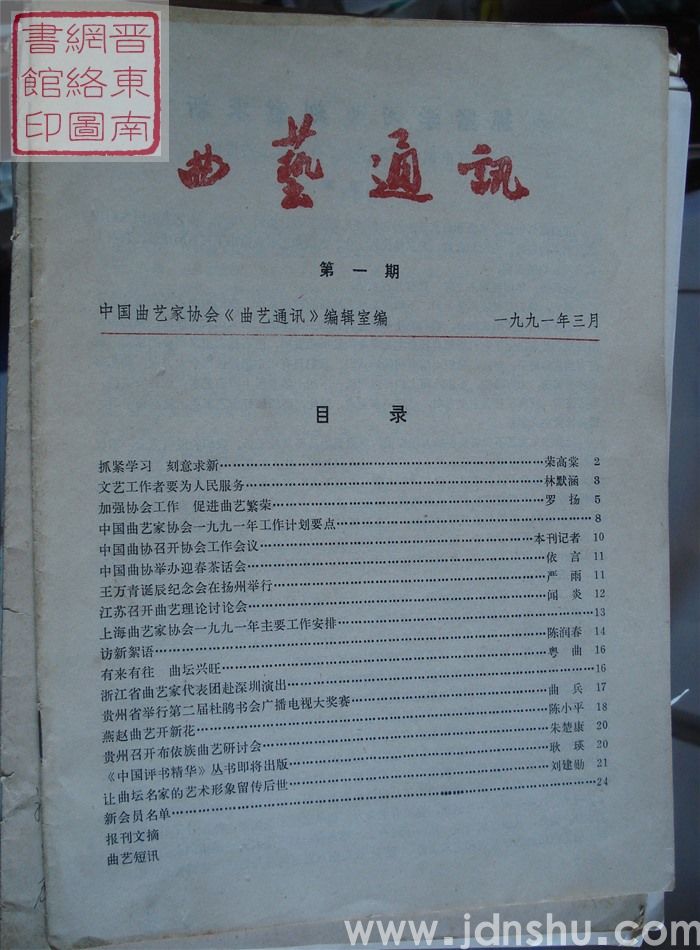 晋東南
網絡圖
書館印
曲藝通訊
第一期
中国曲艺家协会《曲艺通讯》编辑室编 一九九一年三月
目录
抓紧学习 刻意求新……荣高棠 2
文艺工作者要为人民服务……林默涵 3
加强协会工作 促进曲艺繁荣……罗扬 5
中国曲艺家协会一九九一年工作计划要点……8
中国曲协召开协会工作会议……本刊记者 10
中国曲协举办迎春茶话会……依言 11
王万青诞辰纪念会在扬州举行……严雨 11
江苏召开曲艺理论讨论会……闻炎 12
上海曲艺家协会一九九一年主要工作安排……13
访新絮语……陈润春 14
有来有往 曲坛兴旺……粤曲 16
浙江省曲艺家代表团赴深圳演出……16
贵州省举行第二届杜鹃书会广播电视大奖赛……曲兵 17
燕赵曲艺开新花……陈小平 18
贵州召开布依族曲艺研讨会……朱楚康 20
《中国评书精华》丛书即将出版……耿瑛 20
让曲坛名家的艺术形象留传后世……刘建勋 21
新会员名单……24
报刊文摘
曲艺短讯
www.jdnshu.com